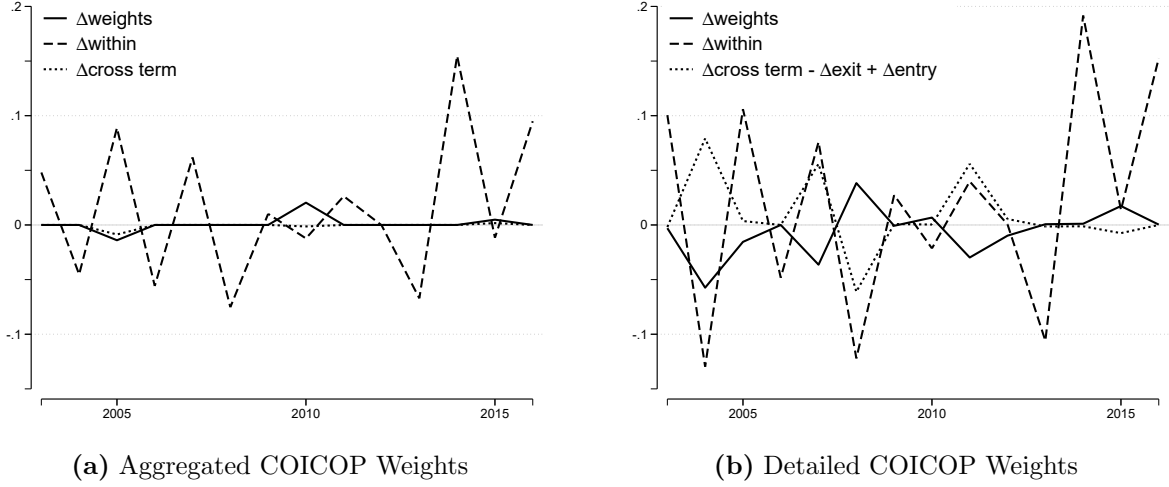 .2
.1
0
-.1
Δweights
Δwithin
Δcross term
2005
2010
2015
(a) Aggregated COICOP Weights
.2
.1
0
-.1
Δweights
Δwithin
Δcross term - Δexit + Δentry
2005
2010
2015
(b) Detailed COICOP Weights